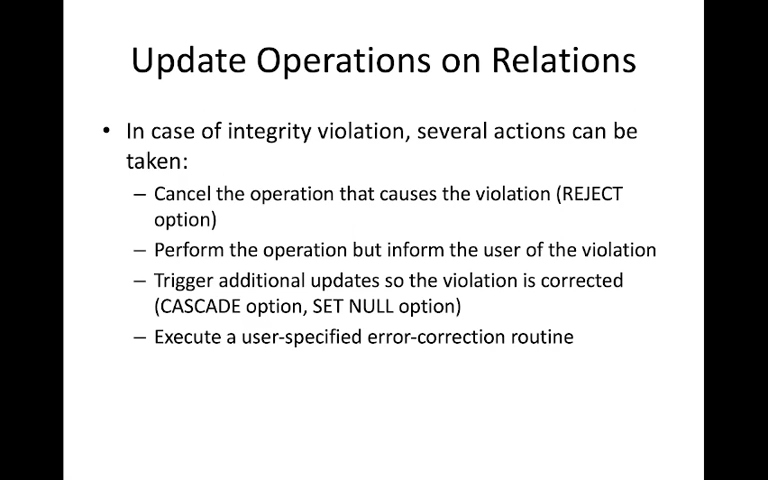 Update Operations on Relations
• In case of integrity violation, several actions can be
taken:
– Cancel the operation that causes the violation (REJECT
option)
– Perform the operation but inform the user of the violation
– Trigger additional updates so the violation is corrected
(CASCADE option, SET NULL option)
– Execute a user-specified error-correction routine